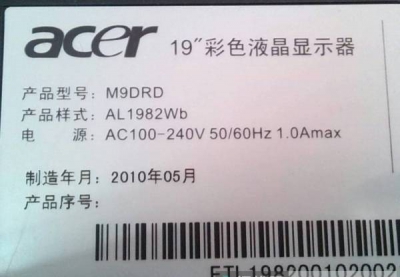 acer 19″彩色液晶显示器
产品型号: M9DRD
产品样式: AL1982Wb
电 源: AC100-240V 50/60Hz 1.0Amax
制造年月: 2010年05月
产品序号:
ETL198200102002